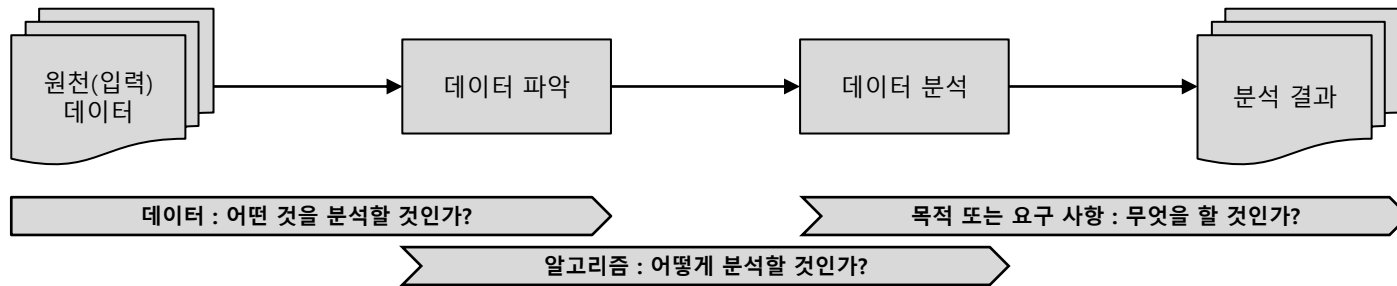 원천(입력)
데이터
데이터 파악
데이터 분석
분석 결과
데이터 : 어떤 것을 분석할 것인가?
목적 또는 요구 사항 : 무엇을 할 것인가?
알고리즘 : 어떻게 분석할 것인가?